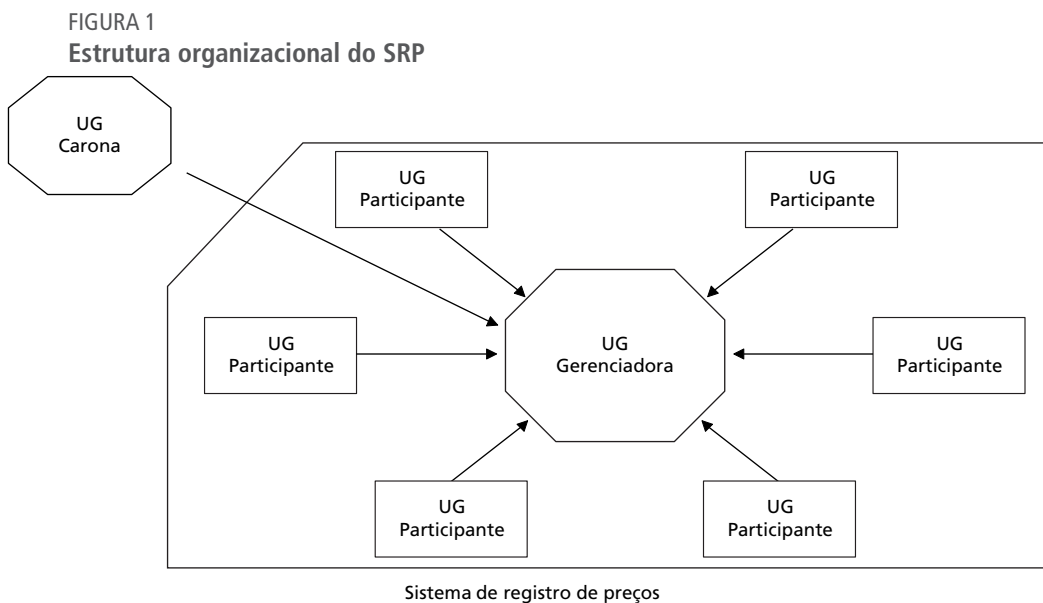 FIGURA 1
Estrutura organizacional do SRP
UG
Carona
UG
Participante
UG
Participante
UG
Participante
UG
Gerenciadora
UG
Participante
UG
Participante
UG
Participante
Sistema de registro de preços